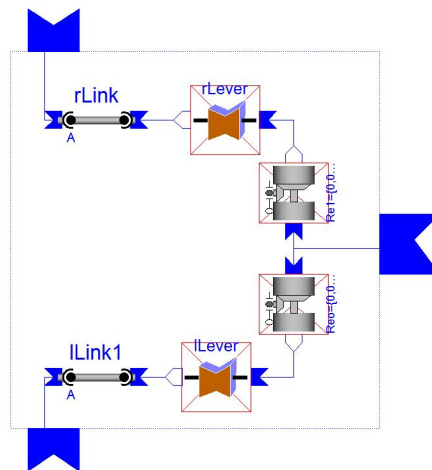 rLink
rLever
A
Re1={0,0...
Reo={0,0...
lLink1
lLever
A